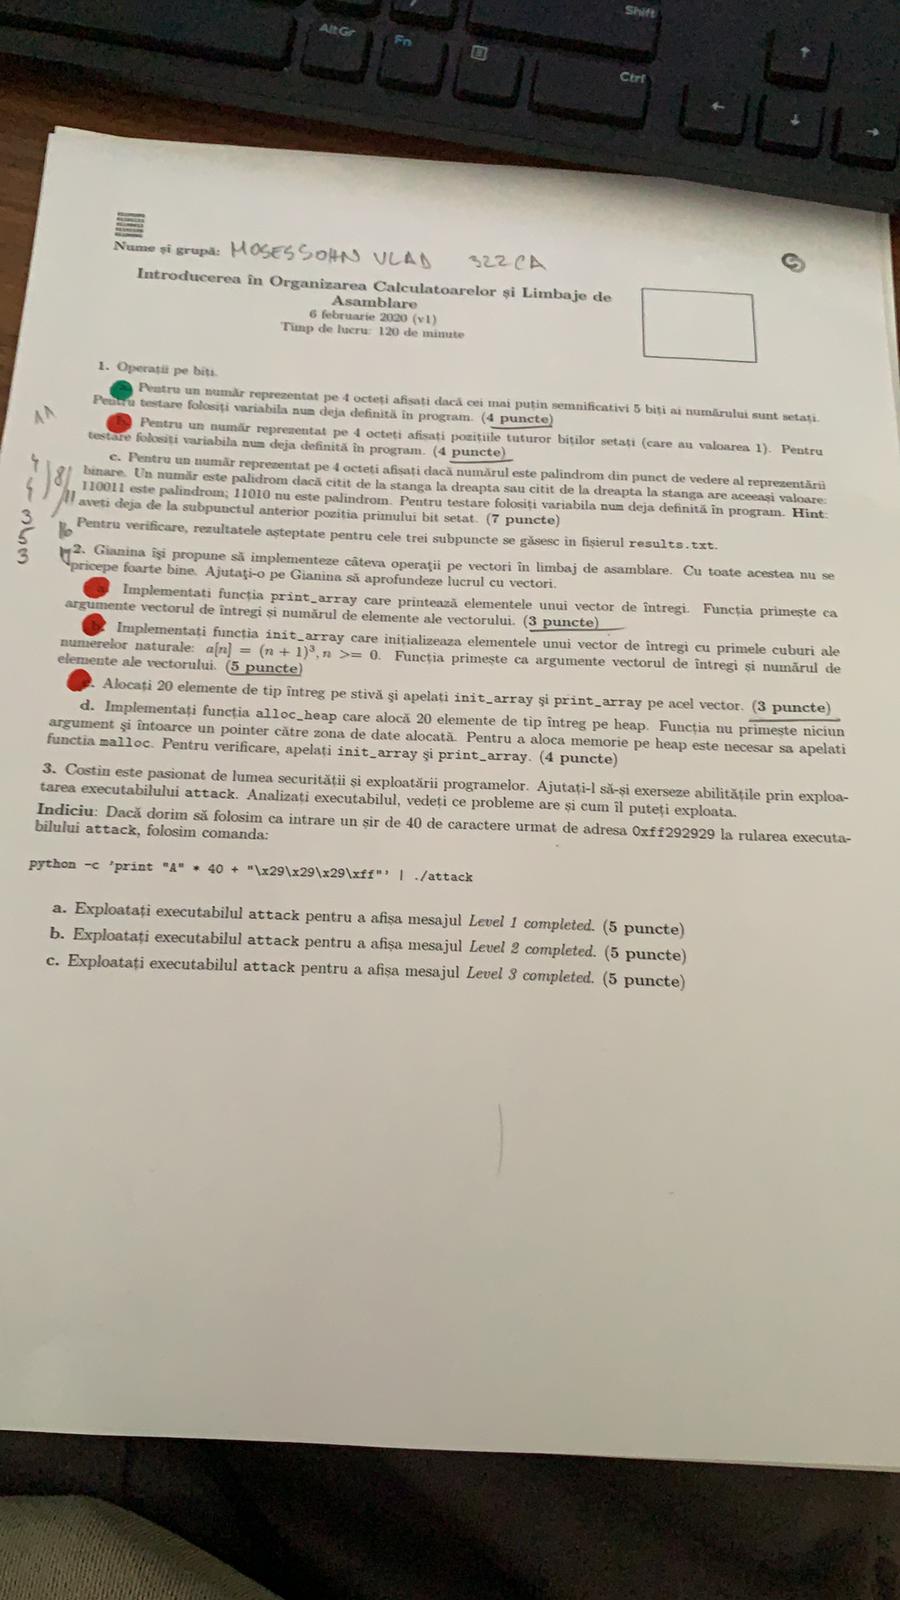 Shift
Alt Gr
Fn
Ctrl
Nume și grupă: MOSESSOHN VLAD 322CA
Introducerea în Organizarea Calculatoarelor și Limbaje de
Asamblare
6 februarie 2020 (v1)
Timp de lucru: 120 de minute
1. Operații pe biți.
Pentru un număr reprezentat pe 4 octeți afișați dacă cei mai puțin semnificativi 5 biți ai numărului sunt setați.
Pentru testare folosiți variabila num deja definită în program. (4 puncte)
b. Pentru un număr reprezentat pe 4 octeți afișați pozițiile tuturor biților setați (care au valoarea 1). Pentru
testare folosiți variabila num deja definită în program. (4 puncte)
c. Pentru un număr reprezentat pe 4 octeți afișați dacă numărul este palindrom din punct de vedere al reprezentării
binare. Un număr este palidrom dacă citit de la stanga la dreapta sau citit de la dreapta la stanga are aceeași valoare:
110011 este palindrom; 11010 nu este palindrom. Pentru testare folosiți variabila num deja definită în program. Hint:
aveti deja de la subpunctul anterior poziția primului bit setat. (7 puncte)
Pentru verificare, rezultatele așteptate pentru cele trei subpuncte se găsesc in fișierul results.txt.
11
4
4
8
11
3
5
16
3
2. Gianina își propune să implementeze câteva operații pe vectori în limbaj de asamblare. Cu toate acestea nu se
pricepe foarte bine. Ajutați-o pe Gianina să aprofundeze lucrul cu vectori.
a. Implementati funcția print_array care printează elementele unui vector de întregi. Funcția primește ca
argumente vectorul de întregi și numărul de elemente ale vectorului. (3 puncte)
b. Implementați funcția init_array care inițializeaza elementele unui vector de întregi cu primele cuburi ale
numerelor naturale: a[n] = (n + 1)³, n >= 0. Funcția primește ca argumente vectorul de întregi și numărul de
elemente ale vectorului. (5 puncte)
c. Alocați 20 elemente de tip întreg pe stivă și apelati init_array și print_array pe acel vector. (3 puncte)
d. Implementați funcția alloc_heap care alocă 20 elemente de tip întreg pe heap. Funcția nu primește niciun
argument și întoarce un pointer către zona de date alocată. Pentru a aloca memorie pe heap este necesar sa apelati
functia malloc. Pentru verificare, apelați init_array și print_array. (4 puncte)
3. Costin este pasionat de lumea securității și exploatării programelor. Ajutați-l să-și exerseze abilitățile prin exploa-
tarea executabilului attack. Analizați executabilul, vedeți ce probleme are și cum îl puteți exploata.
Indiciu: Dacă dorim să folosim ca intrare un șir de 40 de caractere urmat de adresa 0xff292929 la rularea executa-
bilului attack, folosim comanda:
python -c 'print "A" * 40 + "\x29\x29\x29\xff"' | ./attack
a. Exploatați executabilul attack pentru a afișa mesajul Level 1 completed. (5 puncte)
b. Exploatați executabilul attack pentru a afișa mesajul Level 2 completed. (5 puncte)
c. Exploatați executabilul attack pentru a afișa mesajul Level 3 completed. (5 puncte)